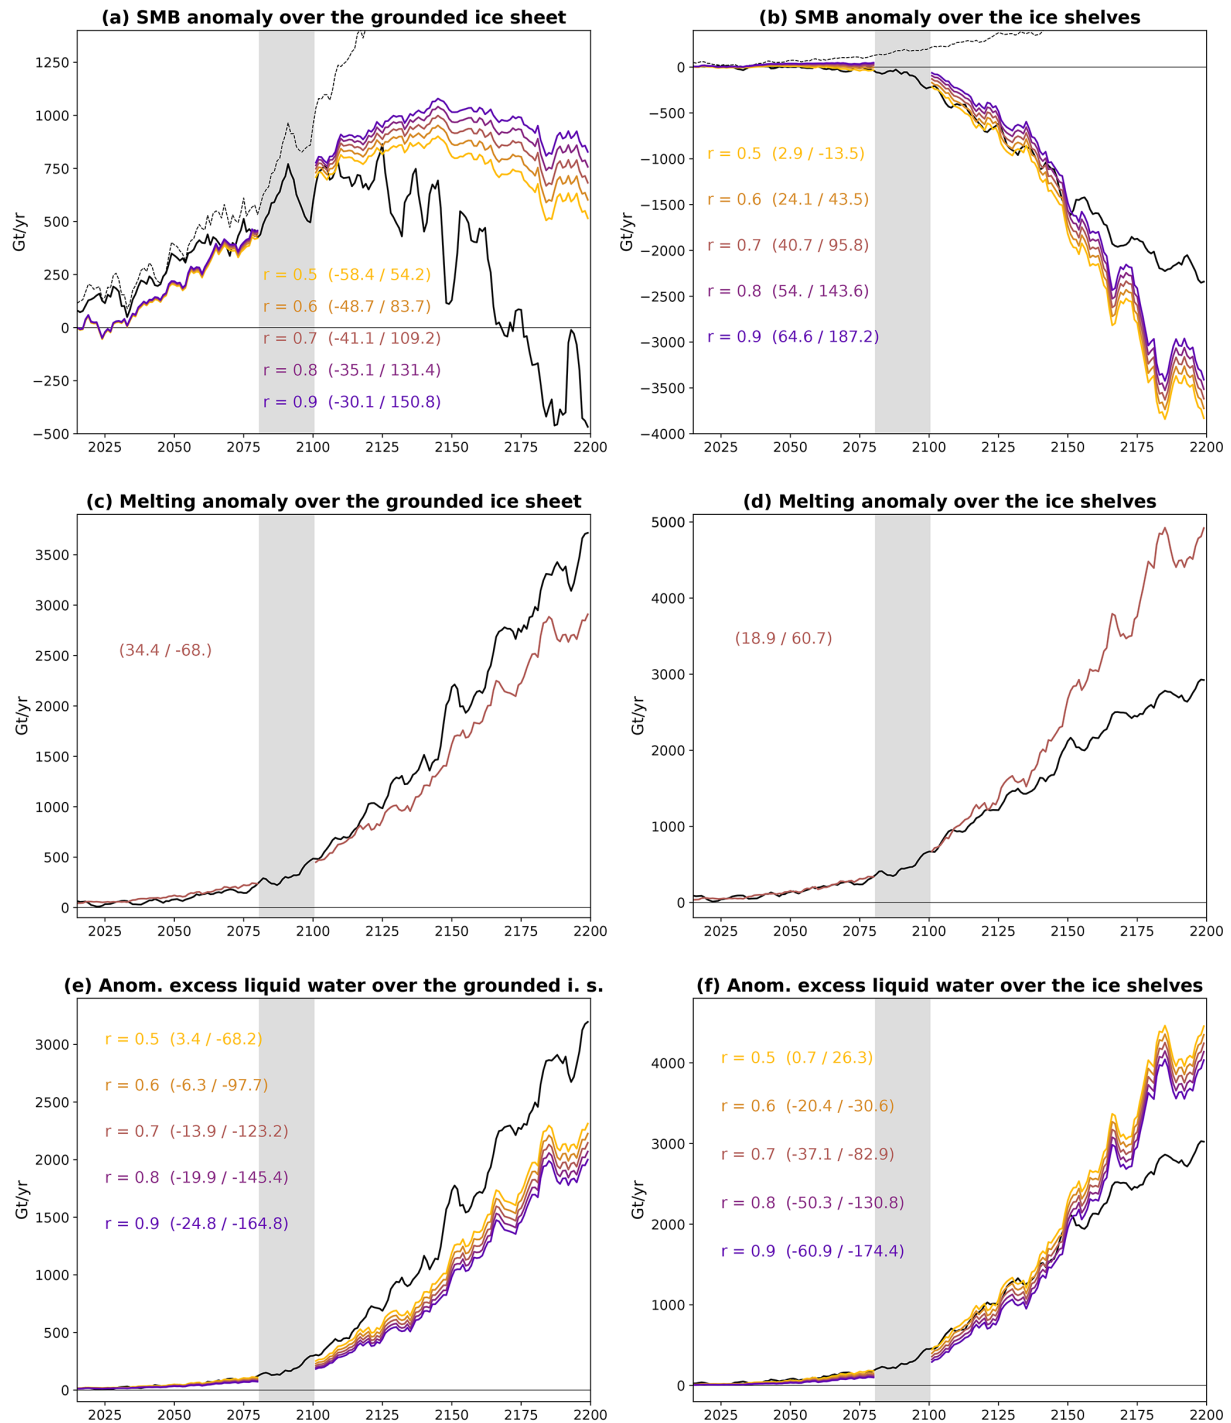 (a) SMB anomaly over the grounded ice sheet
Gt/yr
1250
1000
750
500
250
0
−250
−500
r = 0.5 (-58.4 / 54.2)
r = 0.6 (-48.7 / 83.7)
r = 0.7 (-41.1 / 109.2)
r = 0.8 (-35.1 / 131.4)
r = 0.9 (-30.1 / 150.8)
2025 2050 2075 2100 2125 2150 2175 2200
(b) SMB anomaly over the ice shelves
Gt/yr
0
−500
−1000
−1500
−2000
−2500
−3000
−3500
−4000
r = 0.5 (2.9 / -13.5)
r = 0.6 (24.1 / 43.5)
r = 0.7 (40.7 / 95.8)
r = 0.8 (54. / 143.6)
r = 0.9 (64.6 / 187.2)
2025 2050 2075 2100 2125 2150 2175 2200
(c) Melting anomaly over the grounded ice sheet
Gt/yr
3500
3000
2500
2000
1500
1000
500
0
(34.4 / -68.)
2025 2050 2075 2100 2125 2150 2175 2200
(d) Melting anomaly over the ice shelves
Gt/yr
5000
4000
3000
2000
1000
0
(18.9 / 60.7)
2025 2050 2075 2100 2125 2150 2175 2200
(e) Anom. excess liquid water over the grounded i. s.
Gt/yr
3000
2500
2000
1500
1000
500
0
r = 0.5 (3.4 / -68.2)
r = 0.6 (-6.3 / -97.7)
r = 0.7 (-13.9 / -123.2)
r = 0.8 (-19.9 / -145.4)
r = 0.9 (-24.8 / -164.8)
2025 2050 2075 2100 2125 2150 2175 2200
(f) Anom. excess liquid water over the ice shelves
Gt/yr
4000
3000
2000
1000
0
r = 0.5 (0.7 / 26.3)
r = 0.6 (-20.4 / -30.6)
r = 0.7 (-37.1 / -82.9)
r = 0.8 (-50.3 / -130.8)
r = 0.9 (-60.9 / -174.4)
2025 2050 2075 2100 2125 2150 2175 2200